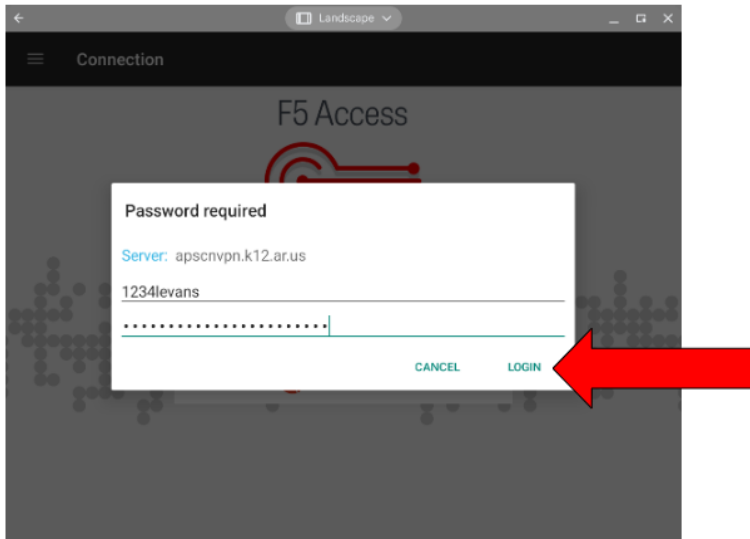 Landscape
Connection
F5 Access
Password required
Server: apscnvpn.k12.ar.us
1234levans
•••••••••••••••••••••••
CANCEL LOGIN